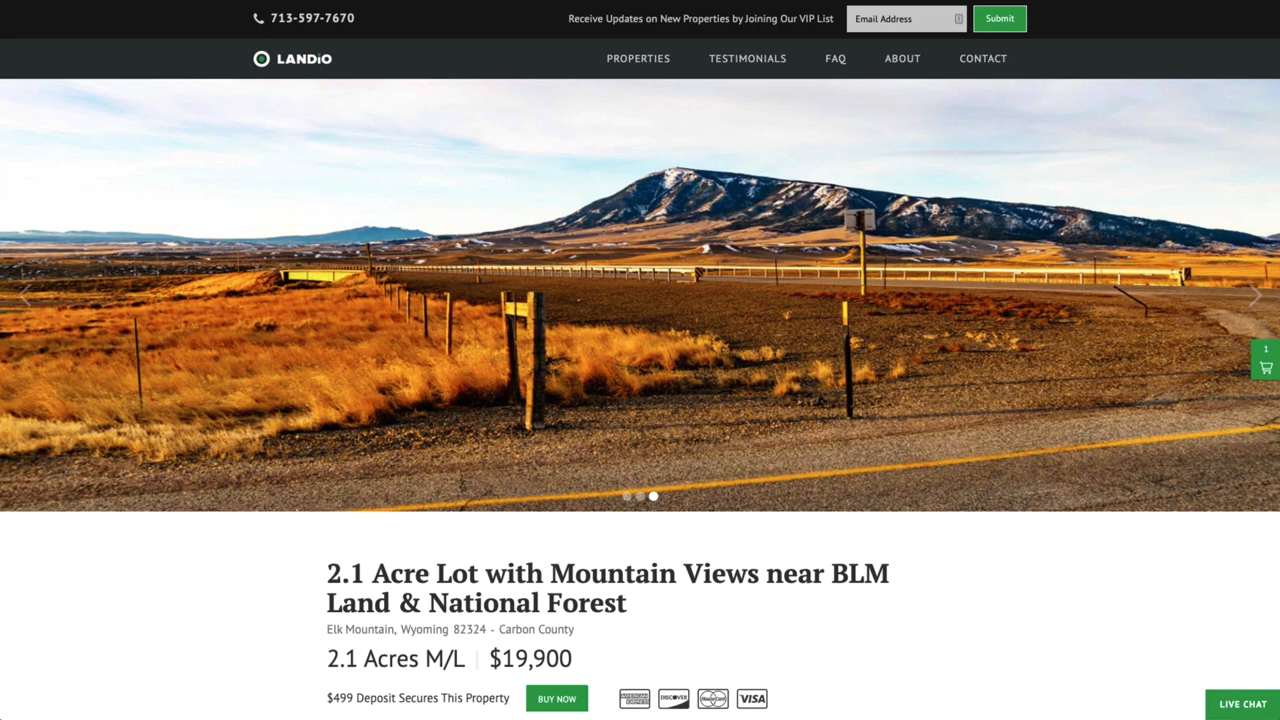 713-597-7670
Receive Updates on New Properties by Joining Our VIP List
Email Address
Submit
LANDiO
PROPERTIES
TESTIMONIALS
FAQ
ABOUT
CONTACT
1
2.1 Acre Lot with Mountain Views near BLM
Land & National Forest
Elk Mountain, Wyoming 82324 - Carbon County
2.1 Acres M/L | $19,900
$499 Deposit Secures This Property
BUY NOW
AMERICAN EXPRESS
DISCOVER
MasterCard
VISA
LIVE CHAT